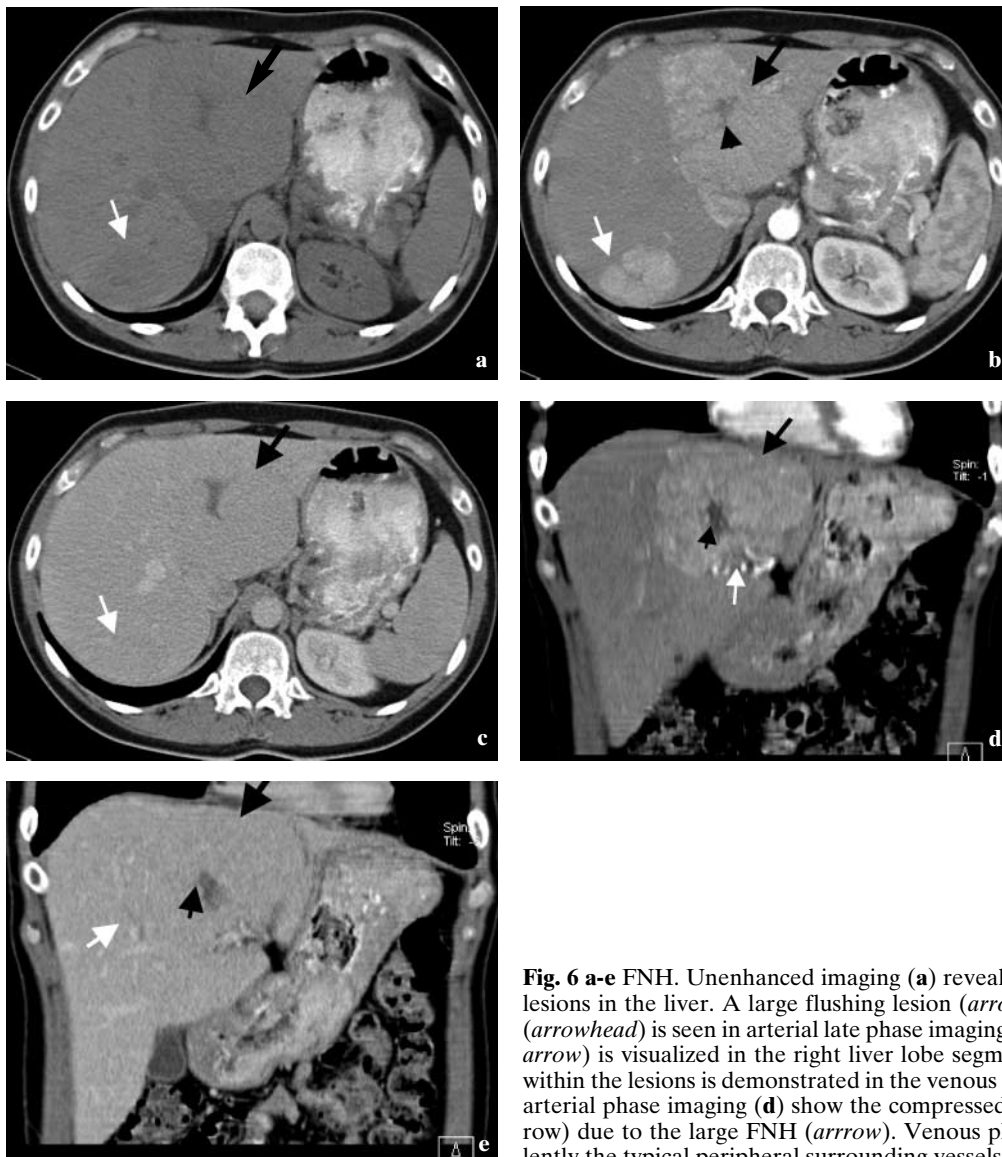 a
b
c
Spin:
Tilt: -1
d
Spin:
Tilt: -
e
Fig. 6 a-e FNH. Unenhanced imaging (a) reveal
lesions in the liver. A large flushing lesion (arro
(arrowhead) is seen in arterial late phase imaging
arrow) is visualized in the right liver lobe segm
within the lesions is demonstrated in the venous
arterial phase imaging (d) show the compressed
row) due to the large FNH (arrrow). Venous pl
lently the typical peripheral surrounding vessels